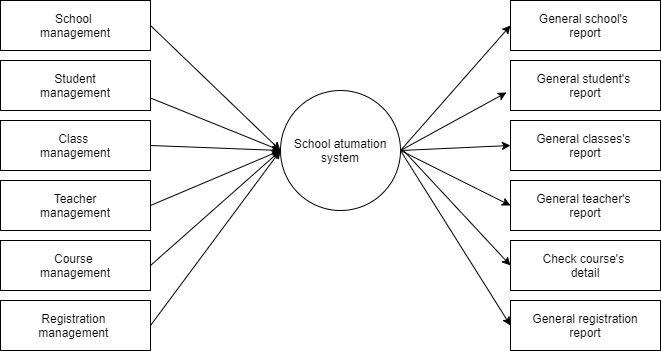 School
management
Student
management
Class
management
Teacher
management
Course
management
Registration
management
School atumation
system
General school's
report
General student's
report
General classes's
report
General teacher's
report
Check course's
detail
General registration
report